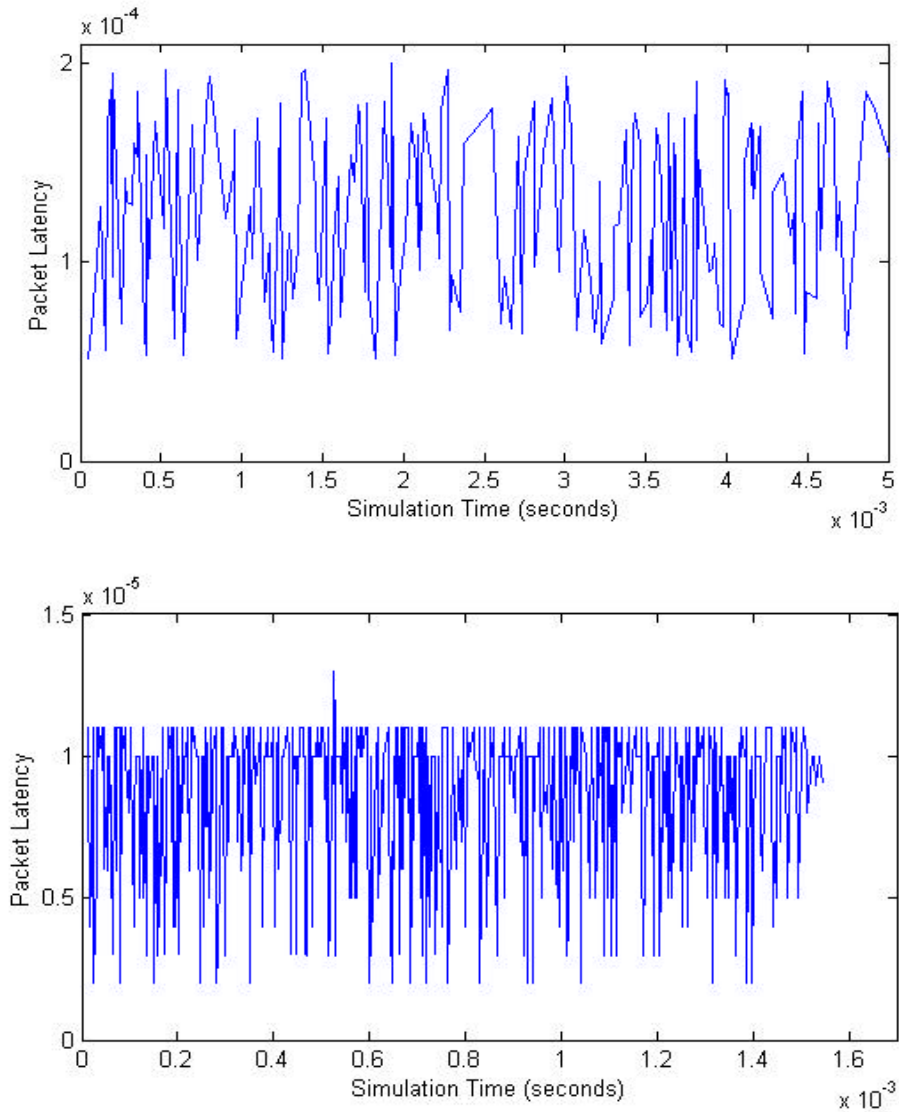 x 10-4
2
1
0
Packet Latency
0 0.5 1 1.5 2 2.5 3 3.5 4 4.5 5
Simulation Time (seconds)
x 10-3
x 10-5
1.5
1
0.5
0
Packet Latency
0 0.2 0.4 0.6 0.8 1 1.2 1.4 1.6
Simulation Time (seconds)
x 10-3